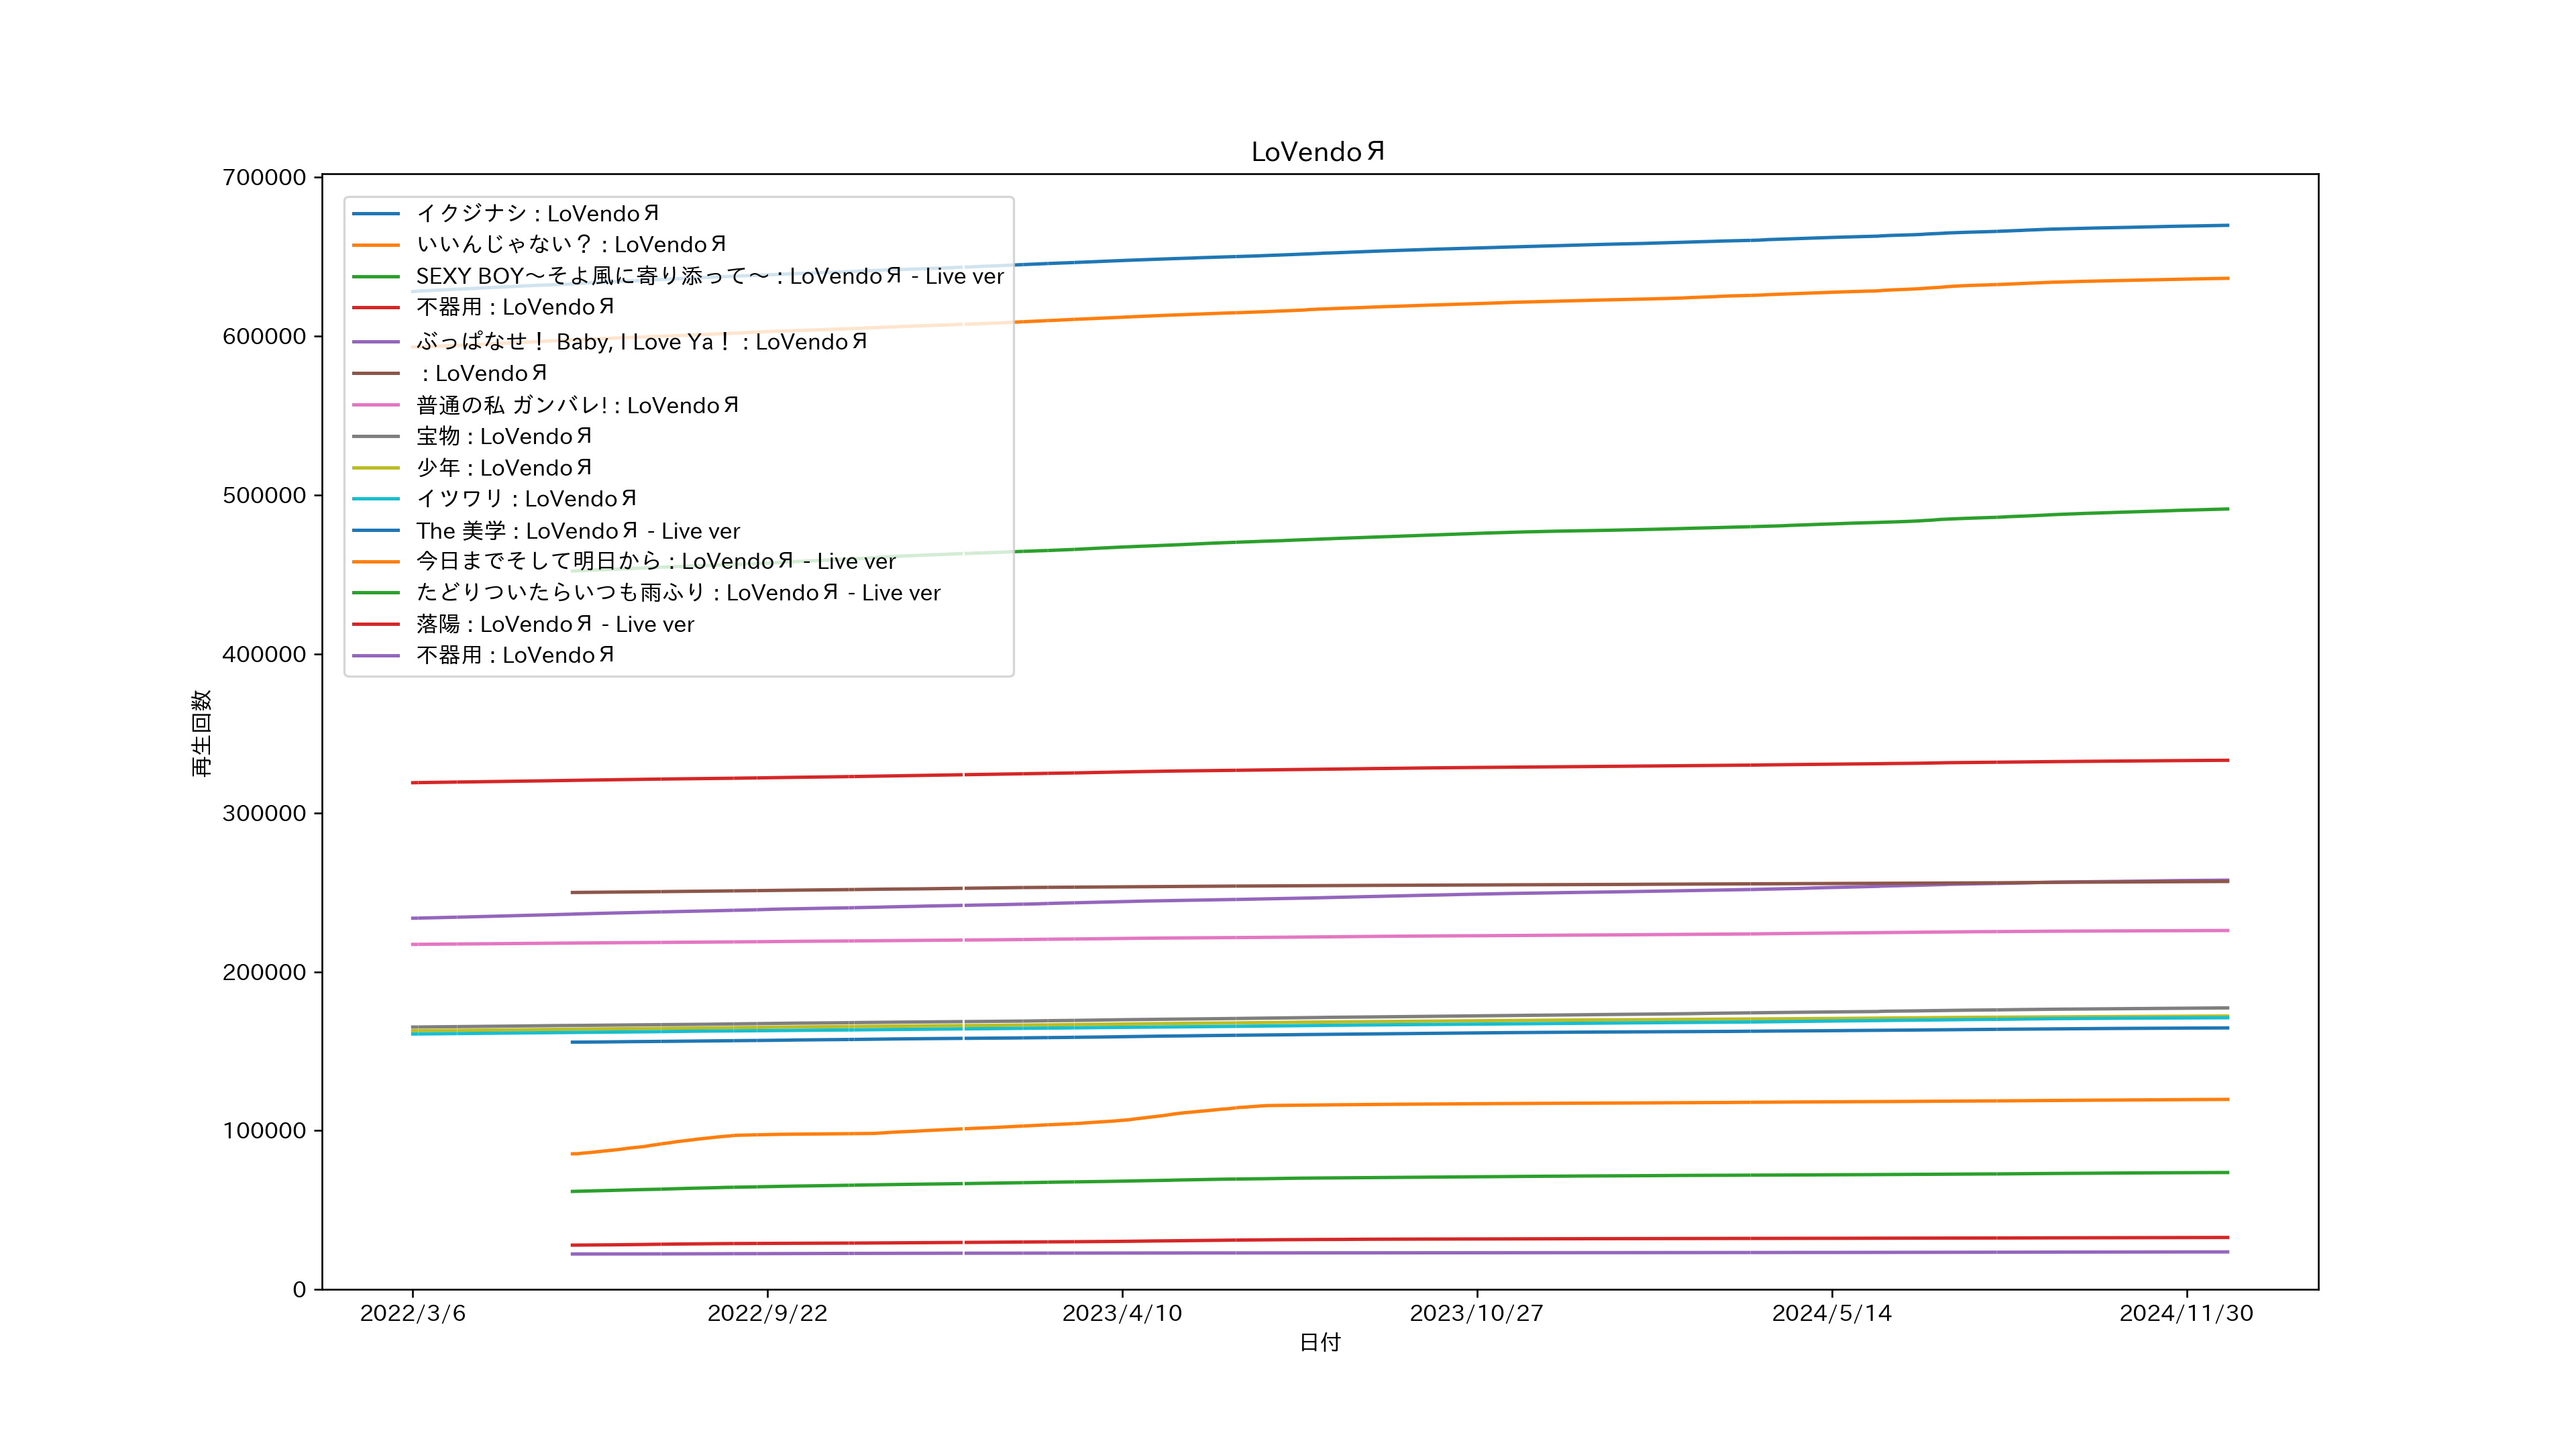 LoVendoЯ
700000
600000
500000
400000
300000
200000
100000
0
再生回数
イクジナシ : LoVendoЯ
いいんじゃない？ : LoVendoЯ
SEXY BOY～そよ風に寄り添って～ : LoVendoЯ - Live ver
不器用 : LoVendoЯ
ぶっぱなせ！ Baby, I Love Ya！ : LoVendoЯ
: LoVendoЯ
普通の私 ガンバレ! : LoVendoЯ
宝物 : LoVendoЯ
少年 : LoVendoЯ
イツワリ : LoVendoЯ
The 美学 : LoVendoЯ - Live ver
今日までそして明日から : LoVendoЯ - Live ver
たどりついたらいつも雨ふり : LoVendoЯ - Live ver
落陽 : LoVendoЯ - Live ver
不器用 : LoVendoЯ
2022/3/6
2022/9/22
2023/4/10
2023/10/27
2024/5/14
2024/11/30
日付